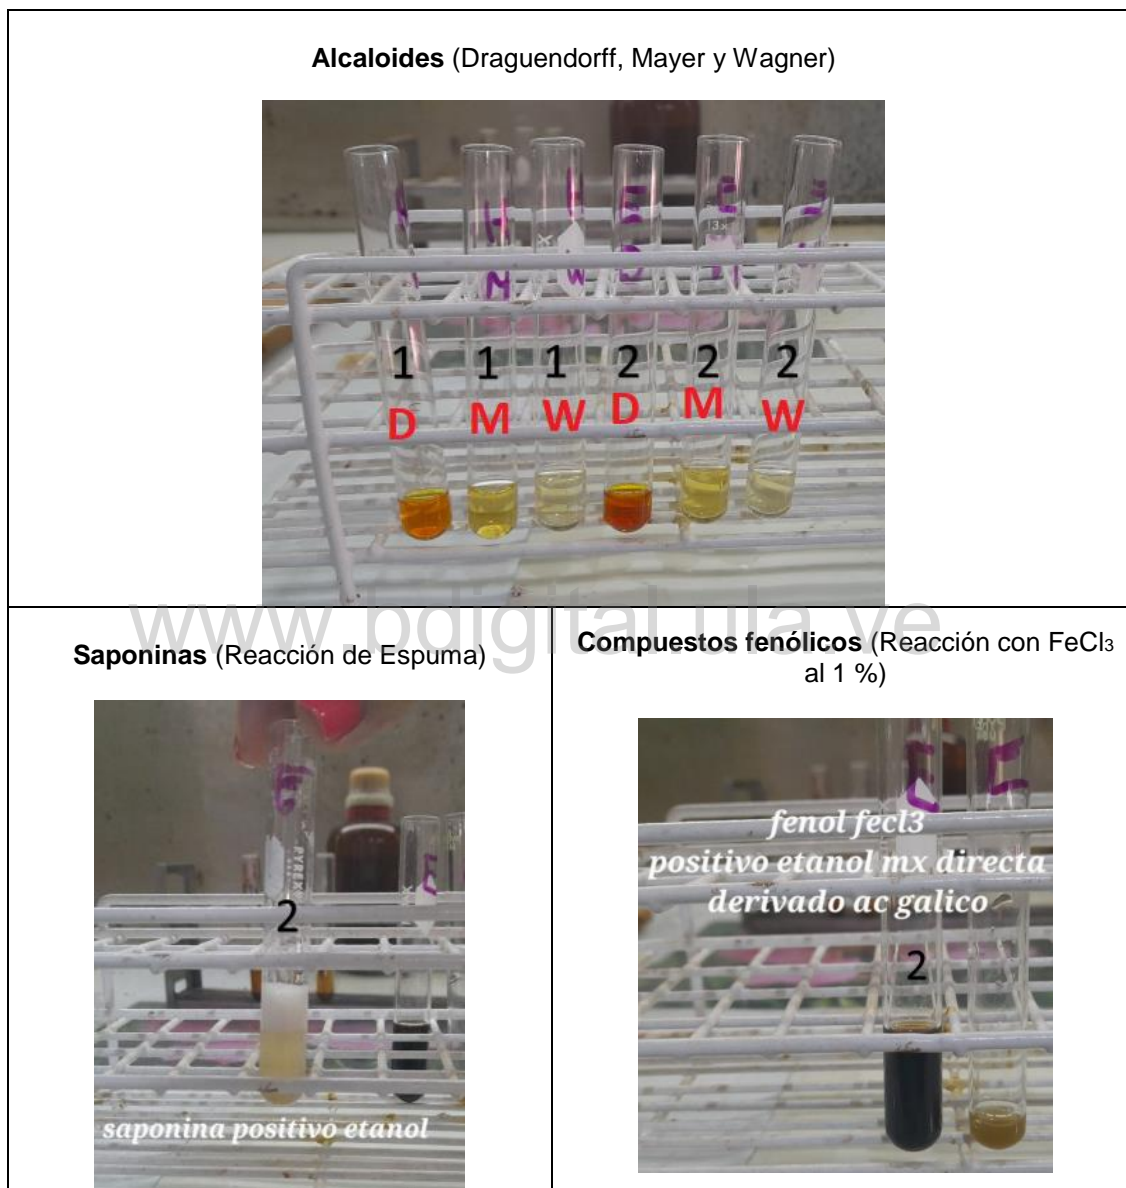 Alcaloides (Draguendorff, Mayer y Wagner)
1 1 1 2 2 2
D M W D M W
www.bdigital.ula.ve
Saponinas (Reacción de Espuma)
2
PYREX
saponina positivo etanol
Compuestos fenólicos (Reacción con FeCl₃
al 1 %)
fenol fecl3
positivo etanol mx directa
derivado ac galico
2